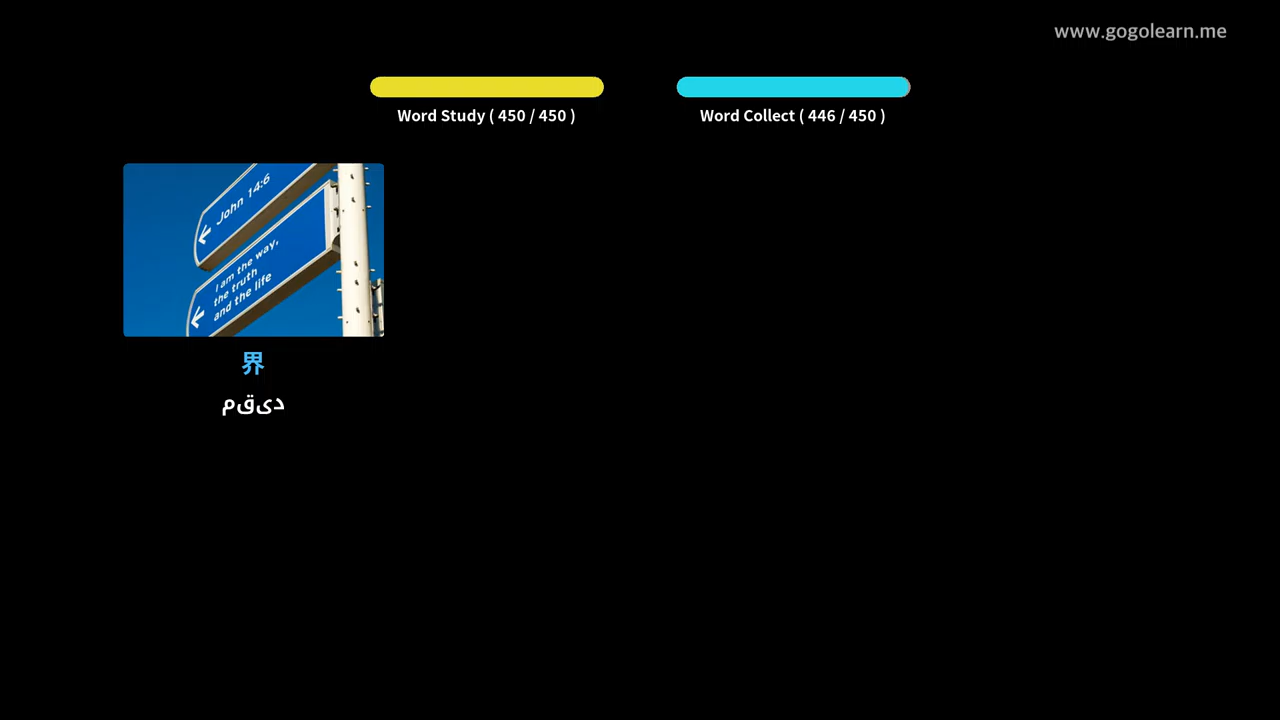 www.gogolearn.me
Word Study ( 450 / 450 )
Word Collect ( 446 / 450 )
John 14:6
I am the way,
the truth
and the life
界
دیقم